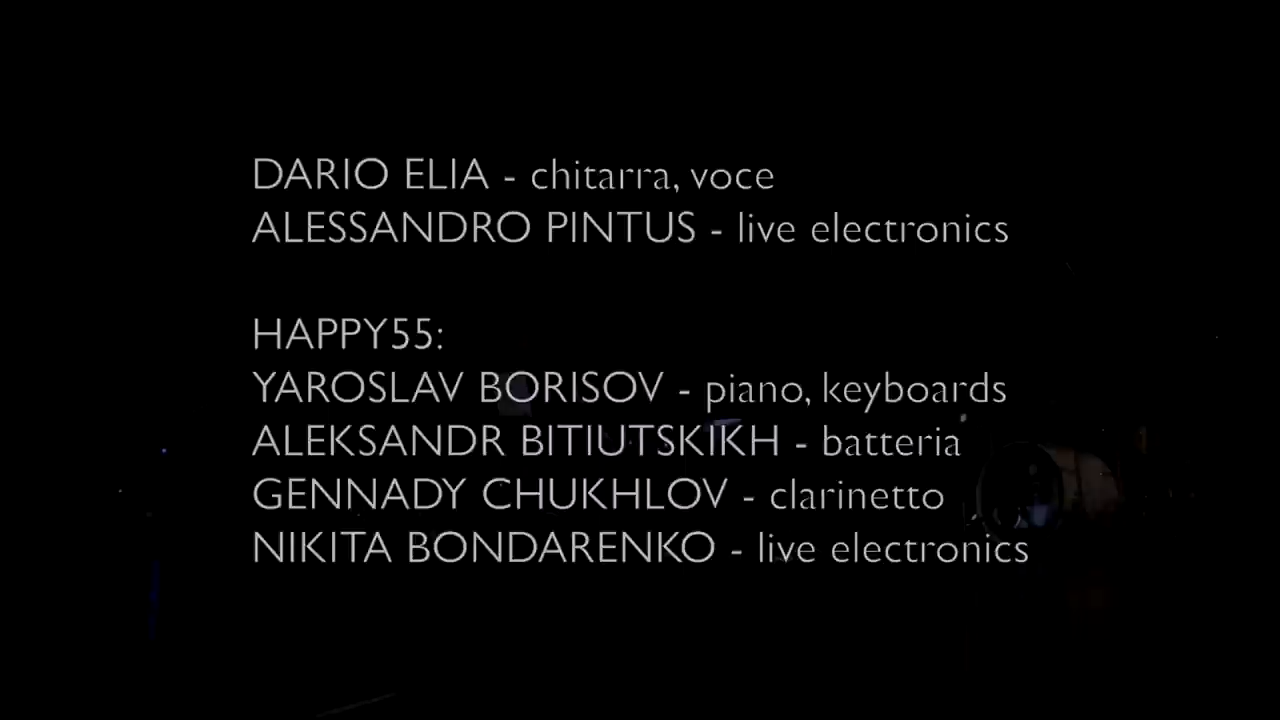 DARIO ELIA - chitarra, voce
ALESSANDRO PINTUS - live electronics
HAPPY55:
YAROSLAV BORISOV - piano, keyboards
ALEKSANDR BITIUTSKIKH - batteria
GENNADY CHUKHLOV - clarinetto
NIKITA BONDARENKO - live electronics